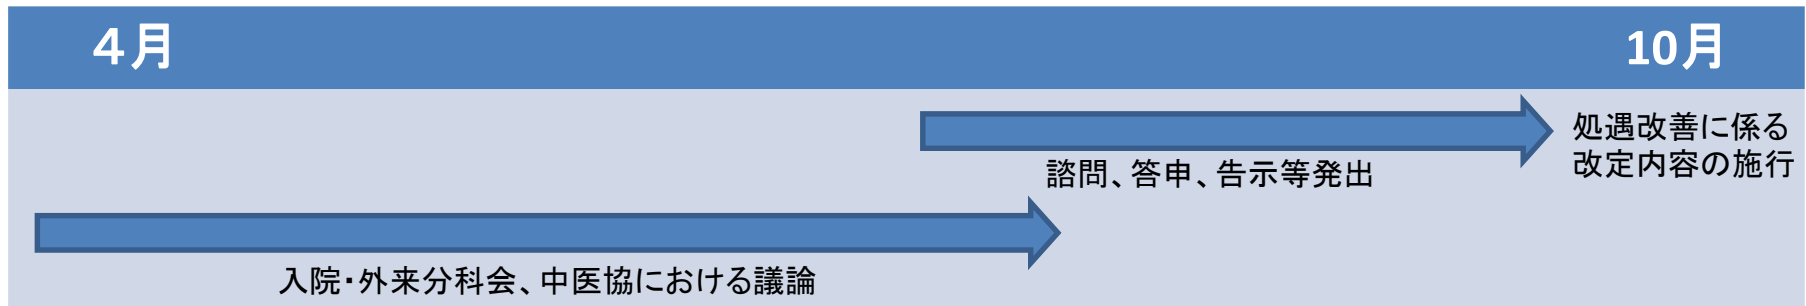 ４月
10月
処遇改善に係る
改定内容の施行
諮問、答申、告示等発出
入院・外来分科会、中医協における議論